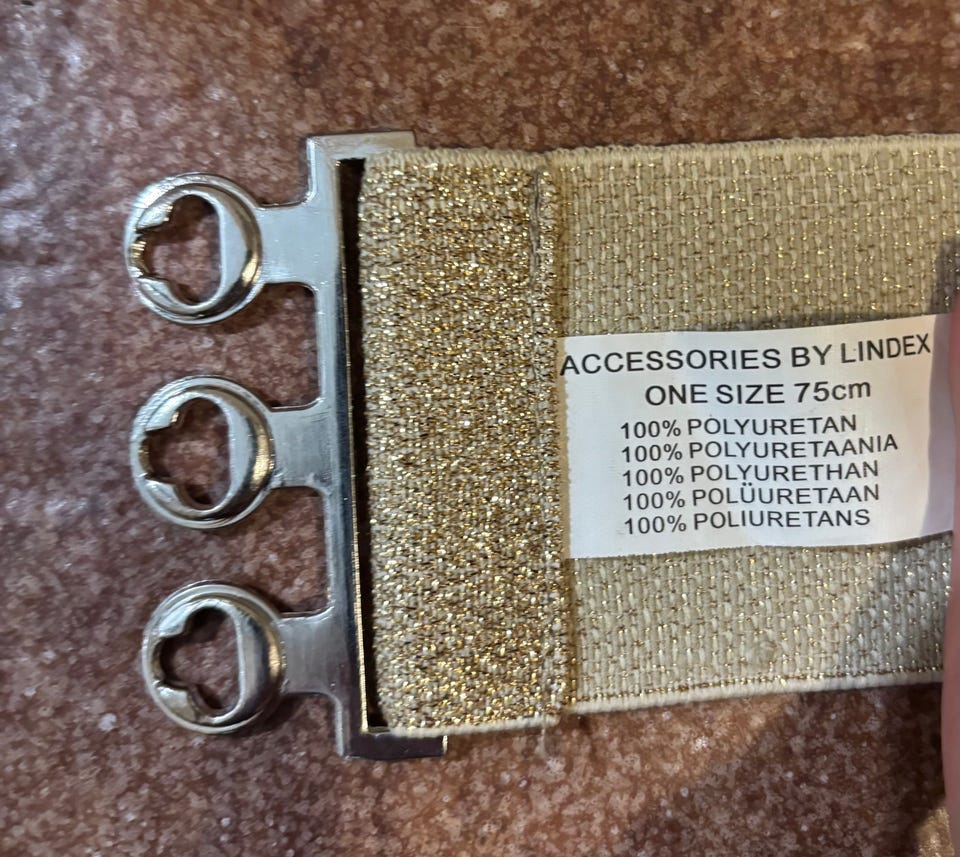 ACCESSORIES BY LINDEX
ONE SIZE 75cm
100% POLYURETAN
100% POLYURETAANIA
100% POLYURETHAN
100% POLÜURETAAN
100% POLIURETANS